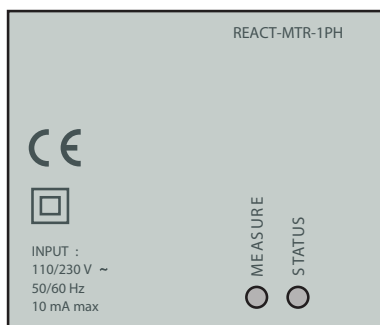 REACT-MTR-1PH
CE
INPUT :
110/230 V ~
50/60 Hz
10 mA max
MEASURE
STATUS